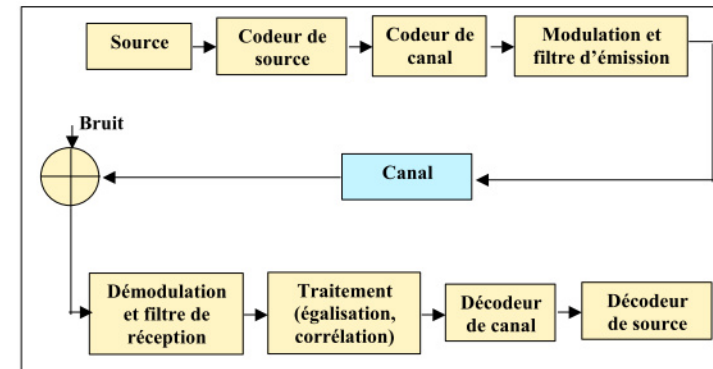 Source
Codeur de
source
Codeur de
canal
Modulation et
filtre d’émission
Bruit
Canal
Démodulation
et filtre de
réception
Traitement
(égalisation,
corrélation)
Décodeur
de canal
Décodeur
de source